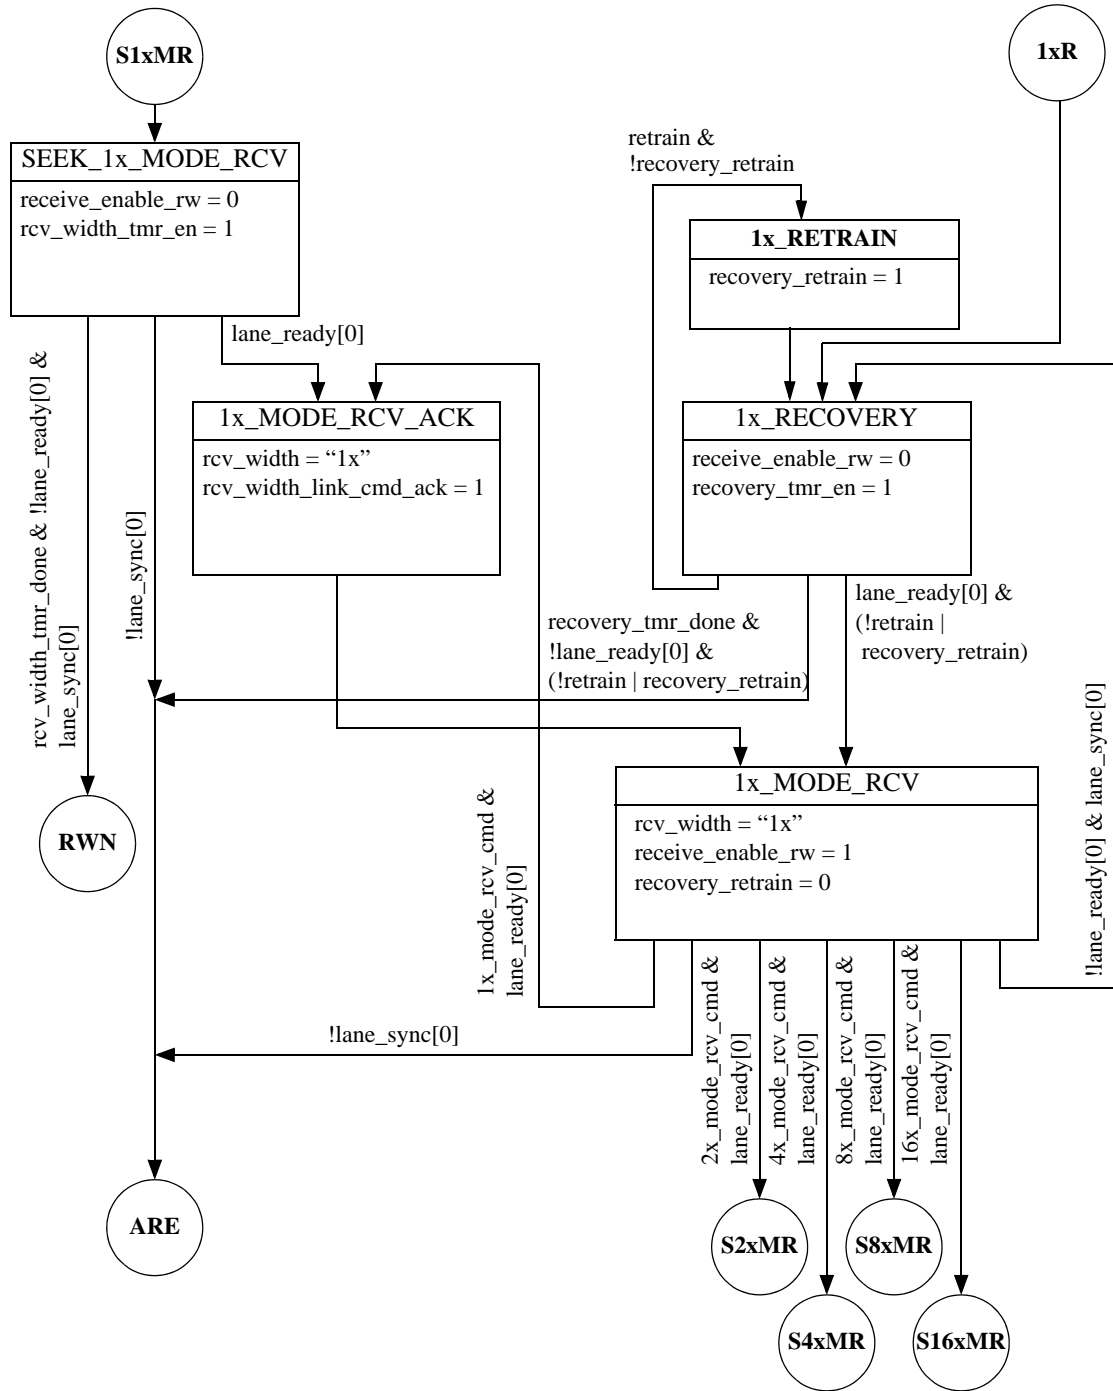 S1xMR
1xR
SEEK_1x_MODE_RCV
receive_enable_rw = 0
rcv_width_tmr_en = 1
retrain &
!recovery_retrain
1x_RETRAIN
recovery_retrain = 1
lane_ready[0]
rcv_width_tmr_done & !lane_ready[0] &
lane_sync[0]
!lane_sync[0]
1x_MODE_RCV_ACK
rcv_width = “1x”
rcv_width_link_cmd_ack = 1
1x_RECOVERY
receive_enable_rw = 0
recovery_tmr_en = 1
recovery_tmr_done &
!lane_ready[0] &
(!retrain | recovery_retrain)
lane_ready[0] &
(!retrain |
recovery_retrain)
!lane_ready[0] & lane_sync[0]
RWN
1x_mode_rcv_cmd &
lane_ready[0]
1x_MODE_RCV
rcv_width = “1x”
receive_enable_rw = 1
recovery_retrain = 0
!lane_sync[0]
2x_mode_rcv_cmd &
lane_ready[0]
4x_mode_rcv_cmd &
lane_ready[0]
8x_mode_rcv_cmd &
lane_ready[0]
16x_mode_rcv_cmd &
lane_ready[0]
ARE
S2xMR
S8xMR
S4xMR
S16xMR